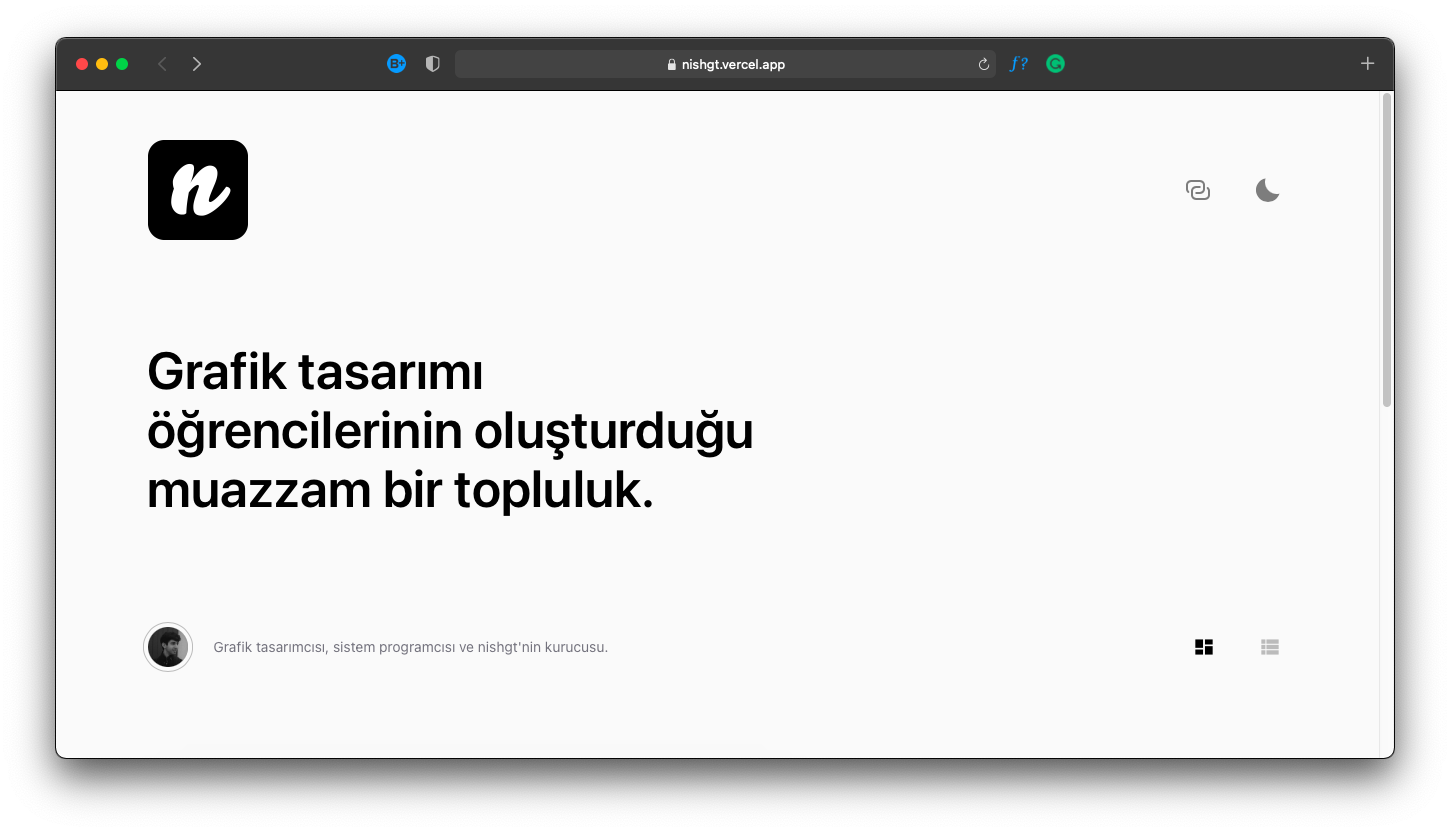 nishgt.vercel.app
n
Grafik tasarımı
öğrencilerinin oluşturduğu
muazzam bir topluluk.
Grafik tasarımcısı, sistem programcısı ve nishgt'nin kurucusu.